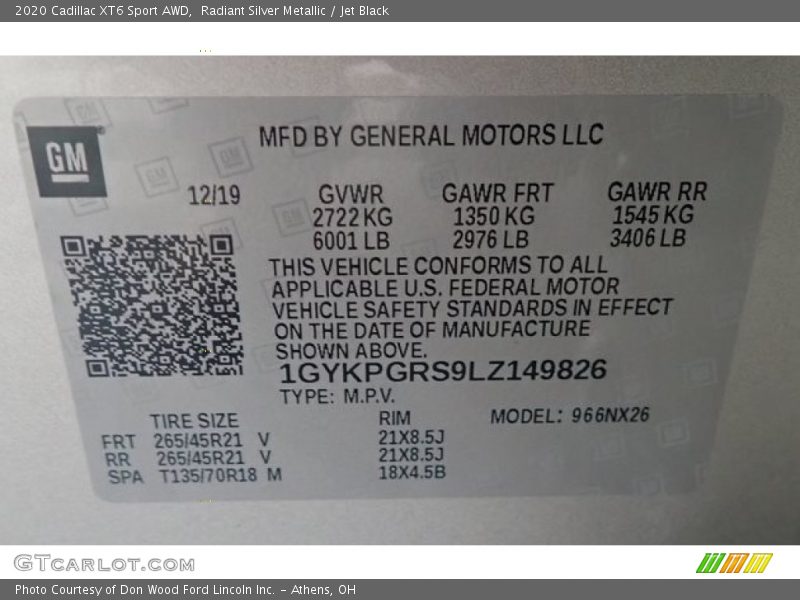 2020 Cadillac XT6 Sport AWD,  Radiant Silver Metallic / Jet Black
MFD BY GENERAL MOTORS LLC
GM
12/19
GVWR GAWR FRT GAWR RR
2722 KG 1350 KG 1545 KG
6001 LB 2976 LB 3406 LB
THIS VEHICLE CONFORMS TO ALL
APPLICABLE U.S. FEDERAL MOTOR
VEHICLE SAFETY STANDARDS IN EFFECT
ON THE DATE OF MANUFACTURE
SHOWN ABOVE.
1GYKPGRS9LZ149826
TYPE: M.P.V.
TIRE SIZE RIM MODEL: 966NX26
FRT 265/45R21 V 21X8.5J
RR 265/45R21 V 21X8.5J
SPA T135/70R18 M 18X4.5B
GTCARLOT.COM
Photo Courtesy of Don Wood Ford Lincoln Inc. - Athens, OH